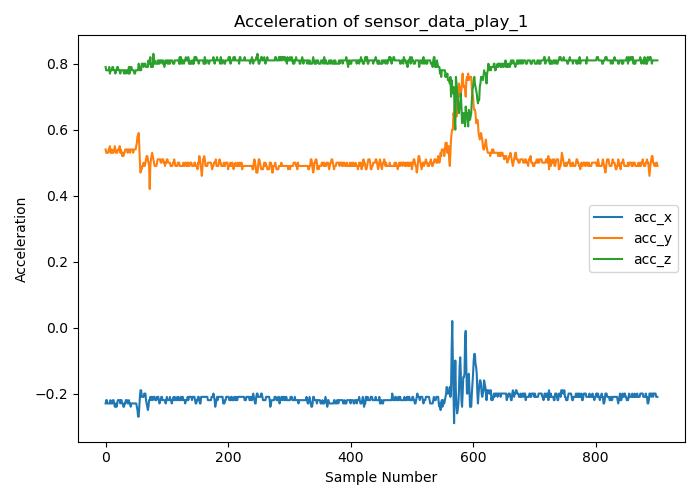 Acceleration of sensor_data_play_1
Acceleration
0.8
0.6
0.4
0.2
0.0
−0.2
acc_x
acc_y
acc_z
0 200 400 600 800
Sample Number